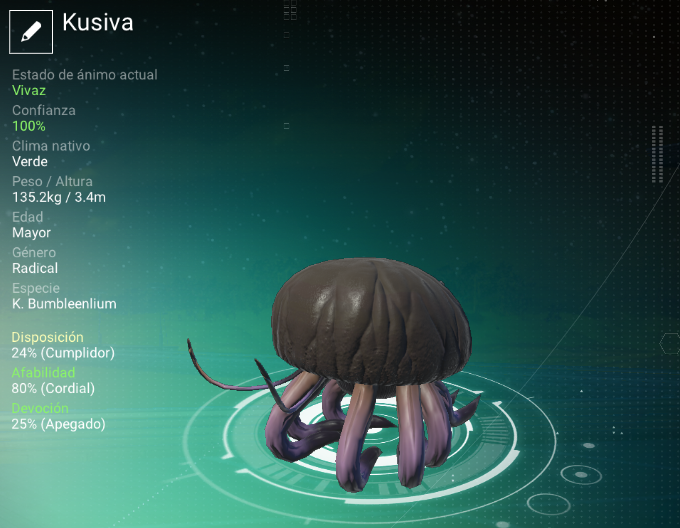 Kusiva
Estado de ánimo actual
Vivaz
Confianza
100%
Clima nativo
Verde
Peso / Altura
135.2kg / 3.4m
Edad
Mayor
Género
Radical
Especie
K. Bumbleenlium
Disposición
24% (Cumplidor)
Afabilidad
80% (Cordial)
Devoción
25% (Apegado)